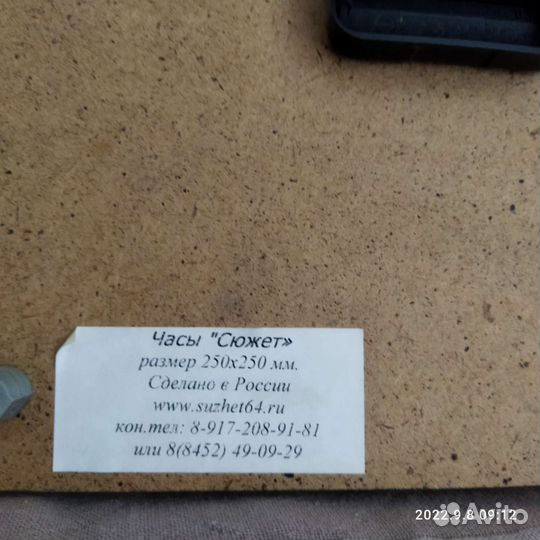 Часы "Сюжет»
размер 250х250 мм.
Сделано в России
www.suzhet64.ru
кон.тел: 8-917-208-91-81
или 8(8452) 49-09-29
2022.9.8 09:12
Avito